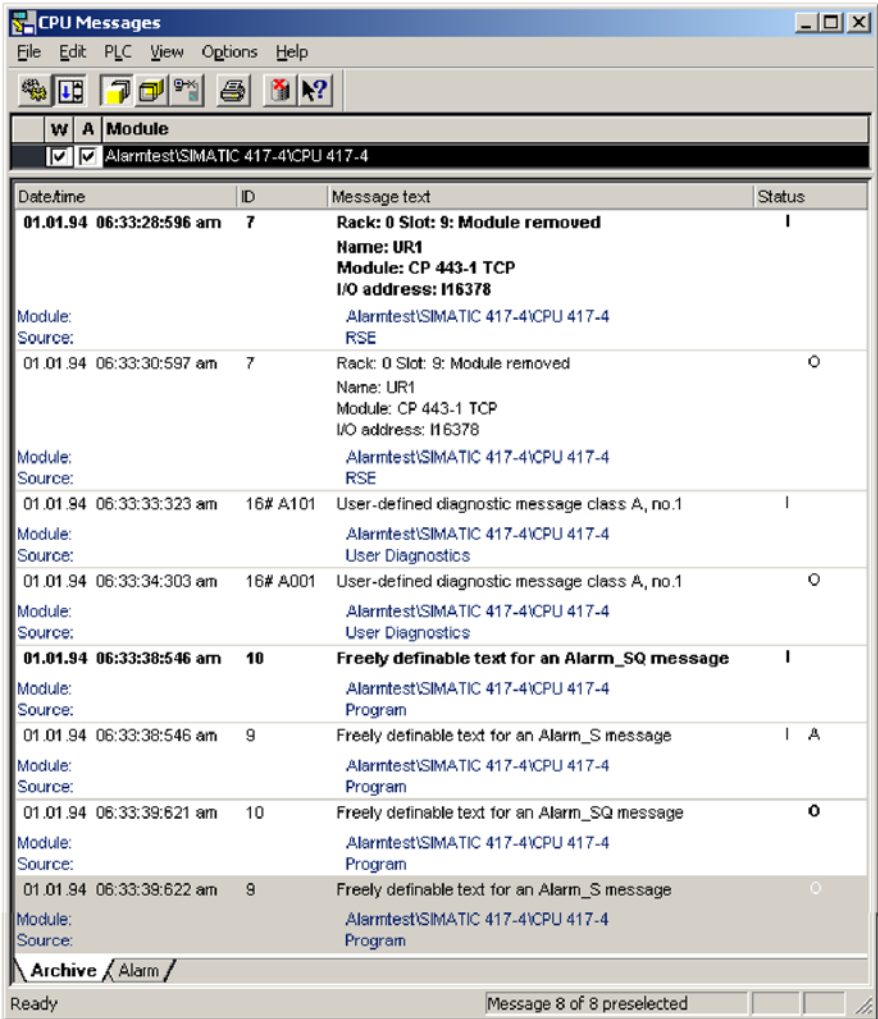 CPU Messages
File Edit PLC View Options Help
W A Module
Alarmtest\SIMATIC 417-4\CPU 417-4
Date/time ID Message text Status
01.01.94 06:33:28:596 am 7 Rack: 0 Slot: 9: Module removed I
Name: UR1
Module: CP 443-1 TCP
I/O address: I16378
Module: Alarmtest\SIMATIC 417-4\CPU 417-4
Source: RSE
01.01.94 06:33:30:597 am 7 Rack: 0 Slot: 9: Module removed O
Name: UR1
Module: CP 443-1 TCP
I/O address: I16378
Module: Alarmtest\SIMATIC 417-4\CPU 417-4
Source: RSE
01.01.94 06:33:33:323 am 16# A101 User-defined diagnostic message class A, no.1 I
Module: Alarmtest\SIMATIC 417-4\CPU 417-4
Source: User Diagnostics
01.01.94 06:33:34:303 am 16# A001 User-defined diagnostic message class A, no.1 O
Module: Alarmtest\SIMATIC 417-4\CPU 417-4
Source: User Diagnostics
01.01.94 06:33:38:546 am 10 Freely definable text for an Alarm_SQ message I
Module: Alarmtest\SIMATIC 417-4\CPU 417-4
Source: Program
01.01.94 06:33:38:546 am 9 Freely definable text for an Alarm_S message I A
Module: Alarmtest\SIMATIC 417-4\CPU 417-4
Source: Program
01.01.94 06:33:39:621 am 10 Freely definable text for an Alarm_SQ message O
Module: Alarmtest\SIMATIC 417-4\CPU 417-4
Source: Program
01.01.94 06:33:39:622 am 9 Freely definable text for an Alarm_S message O
Module: Alarmtest\SIMATIC 417-4\CPU 417-4
Source: Program
Archive Alarm
Ready Message 8 of 8 preselected